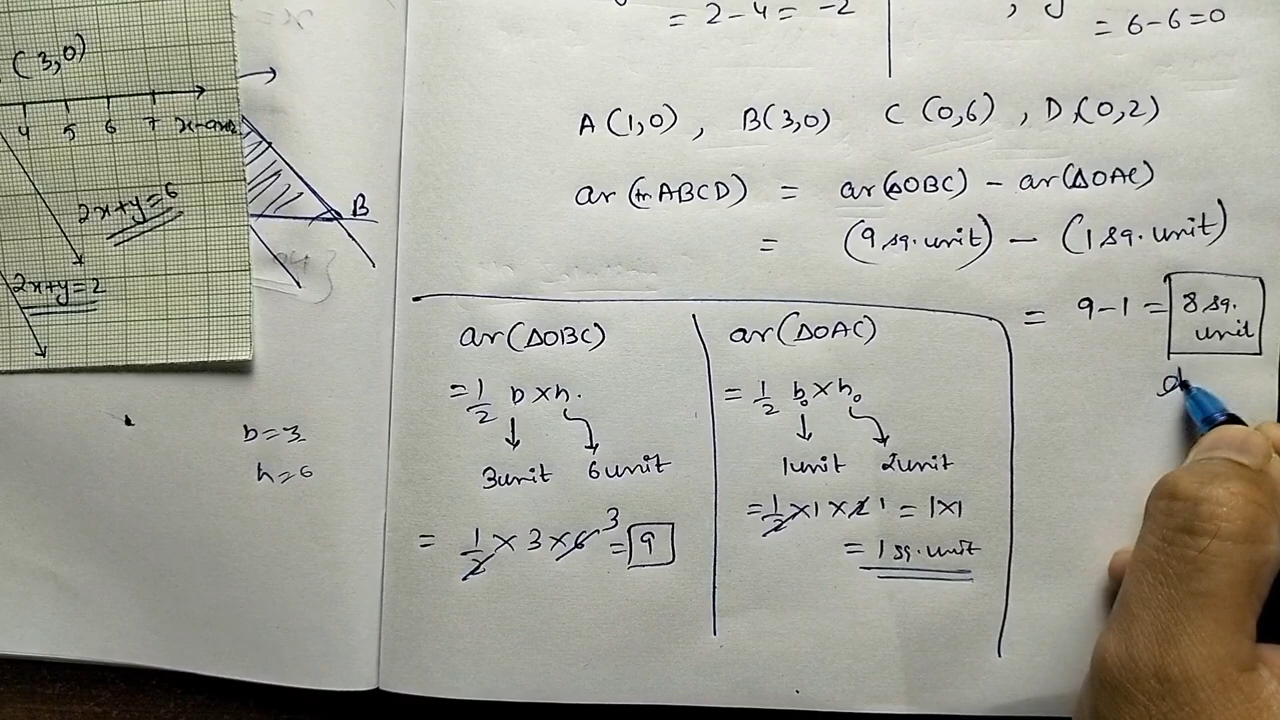 (3,0)
4 5 6 7 x-axis
2x+y=6
2x+y=2
B
b=3
h=6
= 2-4 = -2
, y
= 6-6=0
A(1,0), B(3,0) C(0,6), D(0,2)
ar(tr ABCD) = ar(ΔOBC) - ar(ΔOAC)
= (9 sq. unit) - (1 sq. unit)
= 9-1 = 8 sq.
unit
ar(ΔOBC)
= 1/2 b×h.
3unit 6unit
= 1/2 × 3 × 6 3 = 9
ar(ΔOAC)
= 1/2 b × h
1unit 2unit
= 1/2 × 1 × 2 1 = 1×1
= 1 sq. unit